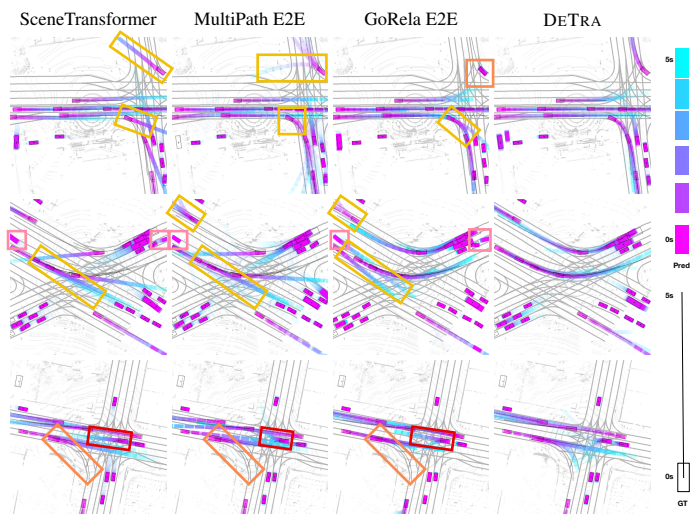 SceneTransformer MultiPath E2E GoRela E2E DETRA
5s
0s
Pred
5s
0s
GT